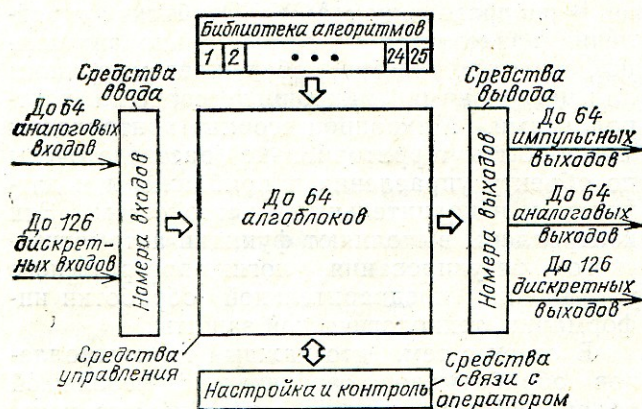 Библиотека алгоритмов
1 2 • • • 24 25
Средства
ввода
До 64
аналоговых
входов
До 126
дискрет-
ных входов
Номера входов
До 64
алгоблоков
Средства
вывода
Номера выходов
До 64
импульсных
выходов
До 64
аналоговых
выходов
До 126
дискретных
выходов
Средства
управления
Настройка и контроль
Средства
связи с
оператором